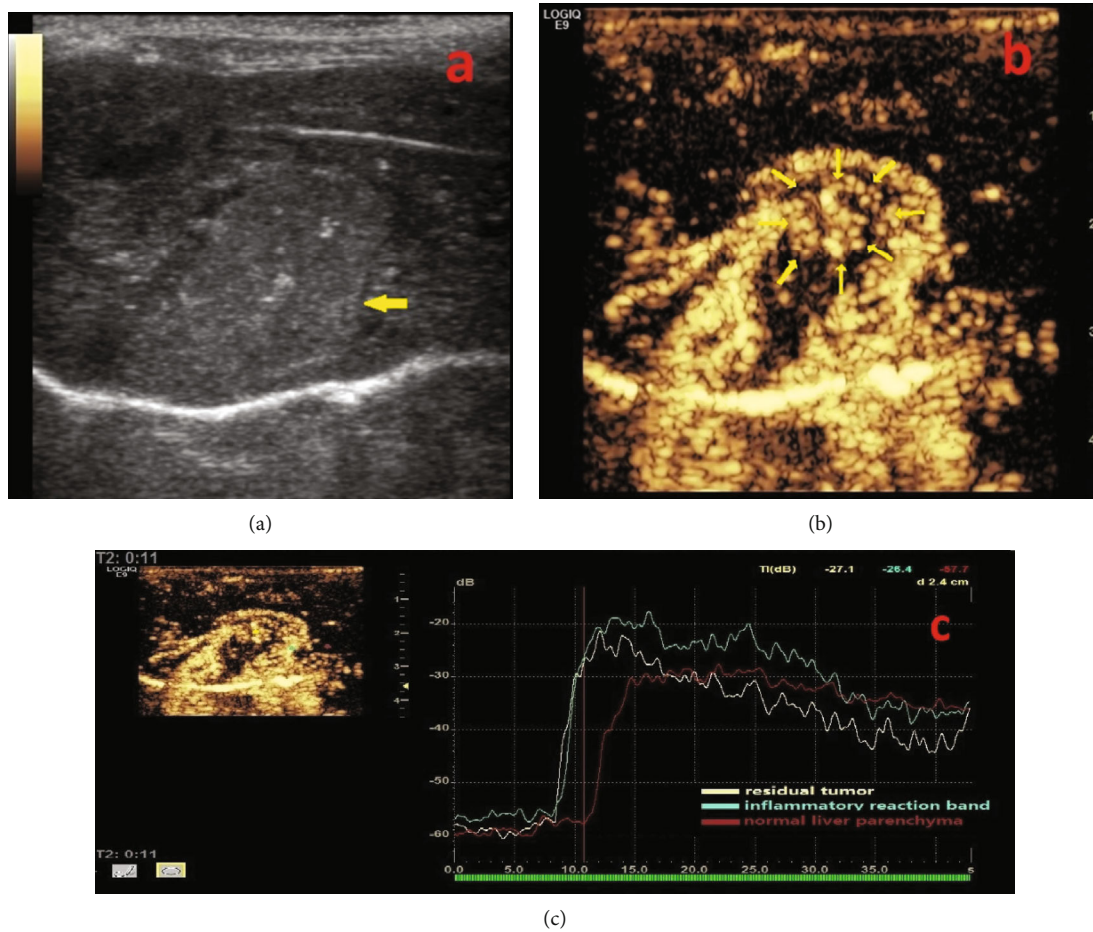 a
LOGIQ
E9
b
1
2
3
4
(a)
(b)
T2: 0:11
LOGIQ
E9
1
2
3
4
T2: 0:11
dB
TI(dB) -27.1 -26.4 -57.7
d 2.4 cm
c
-20
-30
-40
-50
-60
residual tumor
inflammatory reaction band
normal liver parenchyma
0.0 5.0 10.0 15.0 20.0 25.0 30.0 35.0 s
(c)